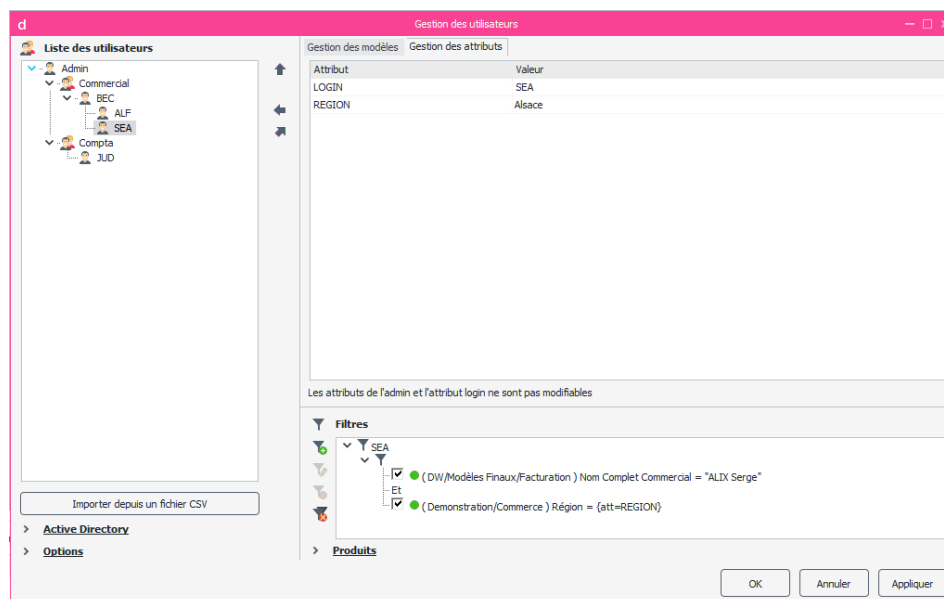 d
Gestion des utilisateurs
Liste des utilisateurs
Admin
Commercial
BEC
ALF
SEA
Compta
JUD
Importer depuis un fichier CSV
Active Directory
Options
Gestion des modèles Gestion des attributs
Attribut Valeur
LOGIN SEA
REGION Alsace
Les attributs de l'admin et l'attribut login ne sont pas modifiables
Filtres
SEA
( DW/Modèles Finaux/Facturation ) Nom Complet Commercial = "ALIX Serge"
Et
( Demonstration/Commerce ) Région = {att=REGION}
Produits
OK Annuler Appliquer